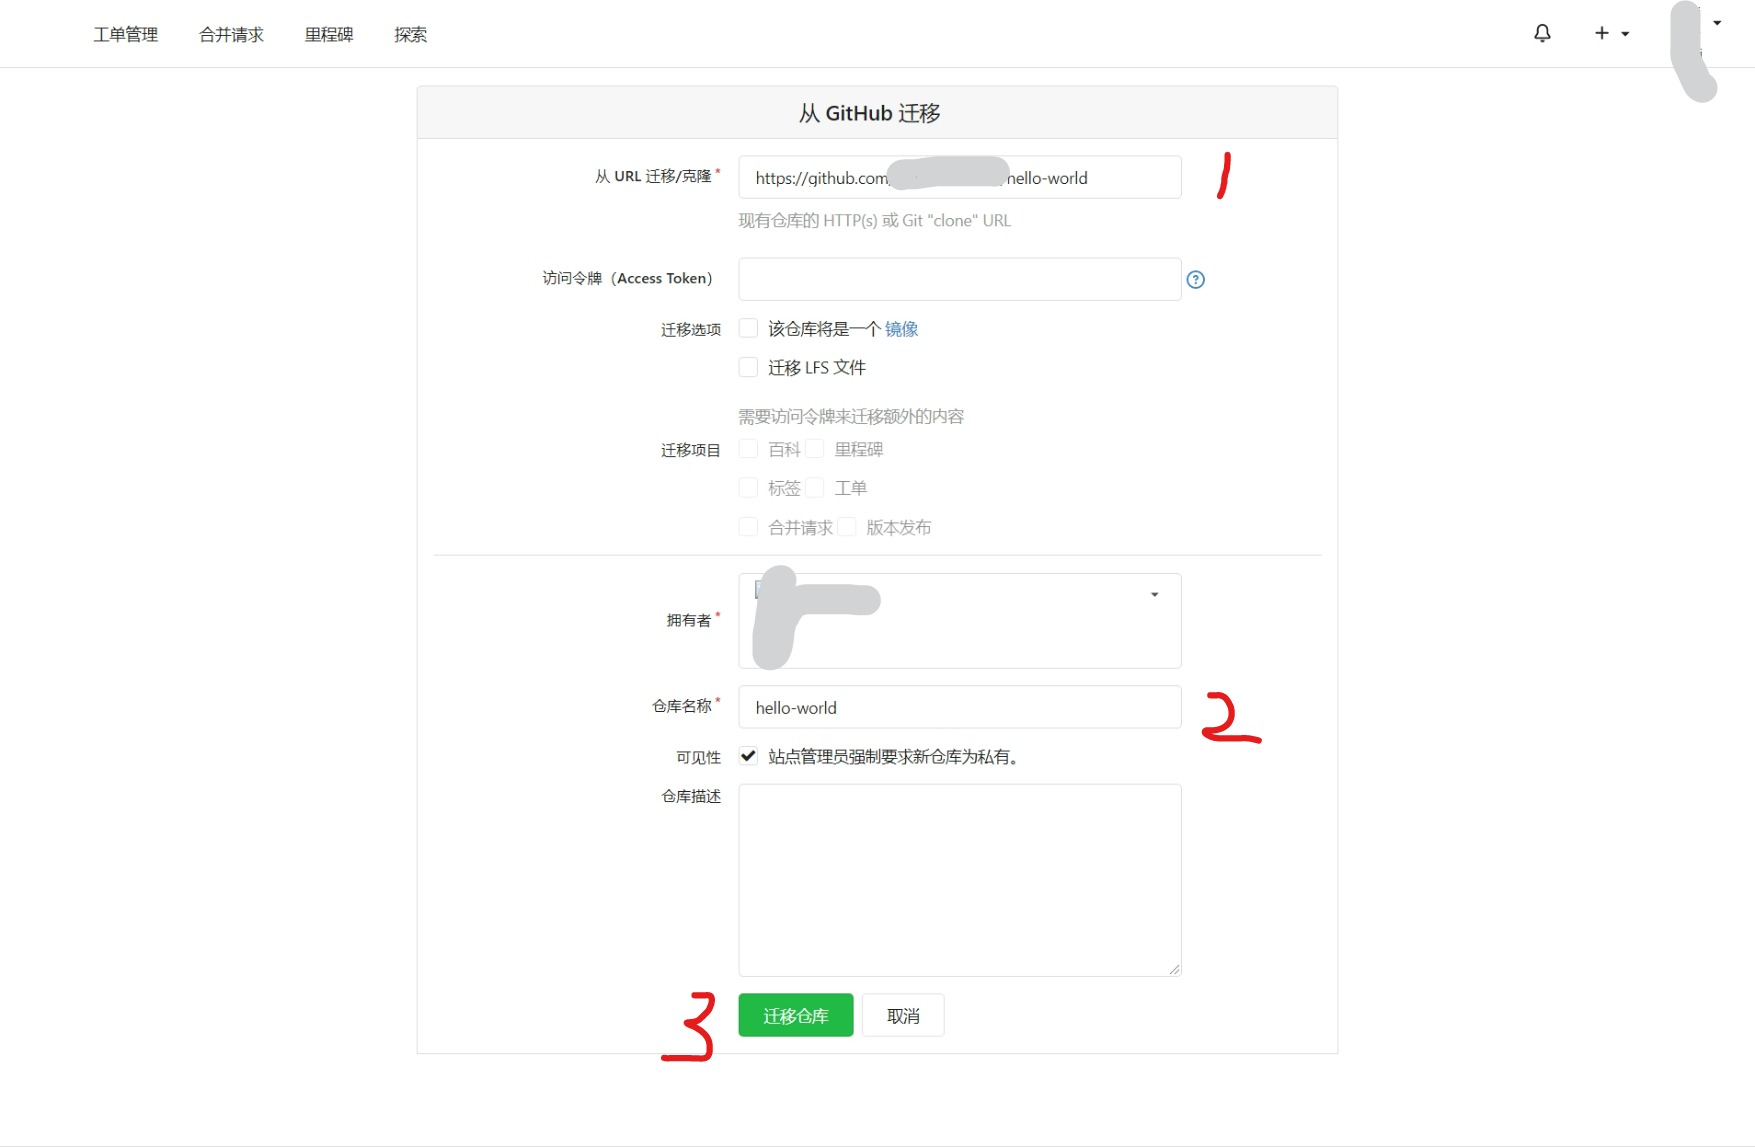 工单管理 合并请求 里程碑 探索
从 GitHub 迁移
从 URL 迁移/克隆* https://github.com hello-world 1
现有仓库的 HTTP(s) 或 Git "clone" URL
访问令牌（Access Token）
迁移选项 该仓库将是一个 镜像
迁移 LFS 文件
需要访问令牌来迁移额外的内容
迁移项目 百科 里程碑
标签 工单
合并请求 版本发布
拥有者*
仓库名称* hello-world 2
可见性 站点管理员强制要求新仓库为私有。
仓库描述
3 迁移仓库 取消